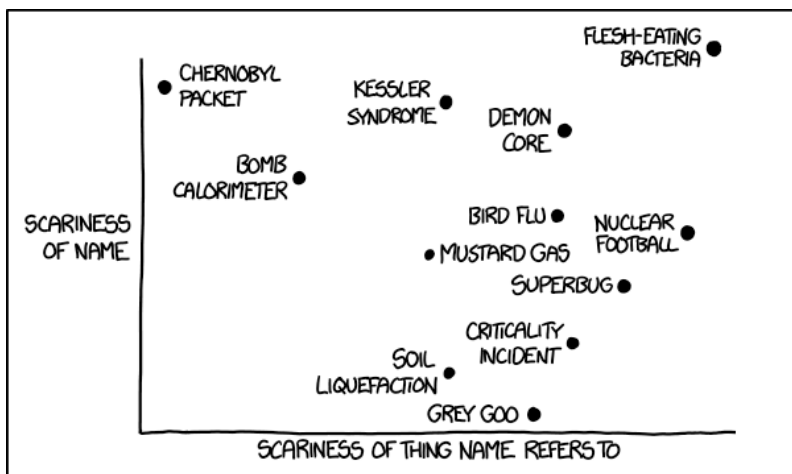 FLESH-EATING
BACTERIA
CHERNOBYL
PACKET
KESSLER
SYNDROME
DEMON
CORE
BOMB
CALORIMETER
SCARINESS
OF NAME
BIRD FLU
NUCLEAR
FOOTBALL
MUSTARD GAS
SUPERBUG
CRITICALITY
INCIDENT
SOIL
LIQUEFACTION
GREY GOO
SCARINESS OF THING NAME REFERS TO